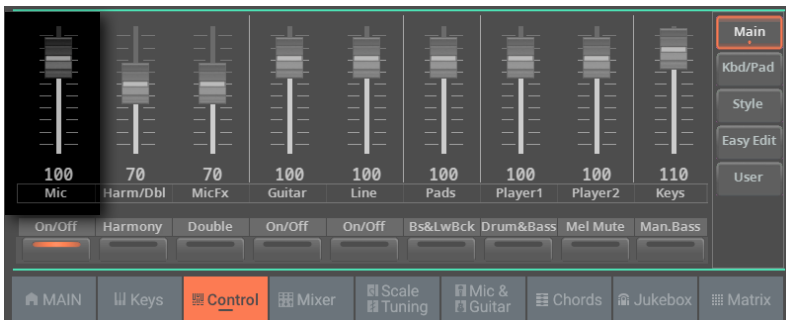 100 70 70 100 100 100 100 100 110
Mic Harm/Dbl MicFx Guitar Line Pads Player1 Player2 Keys
On/Off Harmony Double On/Off On/Off Bs&LwBck Drum&Bass Mel Mute Man.Bass
Main
Kbd/Pad
Style
Easy Edit
User
MAIN Keys Control Mixer Scale Tuning Mic & Guitar Chords Jukebox Matrix